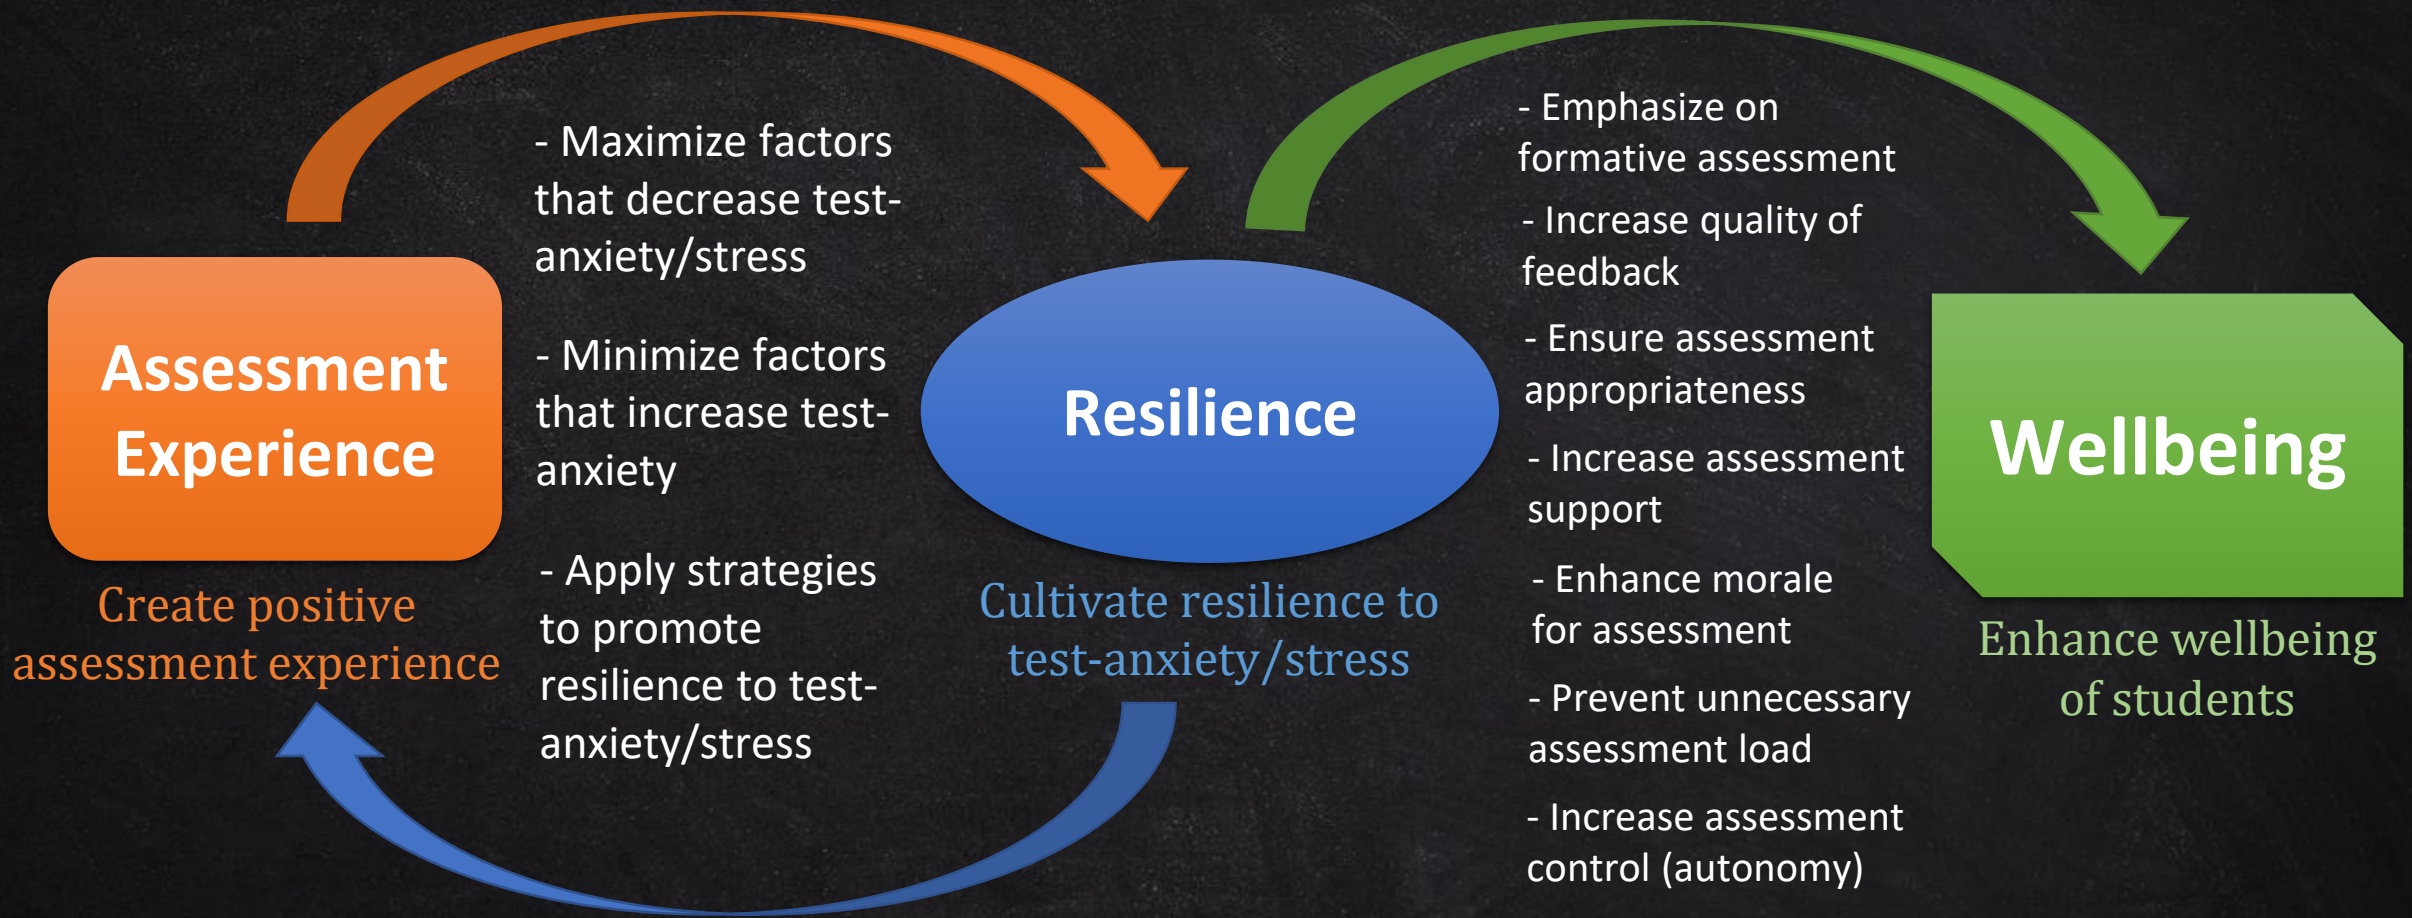 Assessment
Experience
Create positive
assessment experience
- Maximize factors
that decrease test-
anxiety/stress
- Minimize factors
that increase test-
anxiety
- Apply strategies
to promote
resilience to test-
anxiety/stress
Resilience
Cultivate resilience to
test-anxiety/stress
- Emphasize on
formative assessment
- Increase quality of
feedback
- Ensure assessment
appropriateness
- Increase assessment
support
- Enhance morale
for assessment
- Prevent unnecessary
assessment load
- Increase assessment
control (autonomy)
Wellbeing
Enhance wellbeing
of students